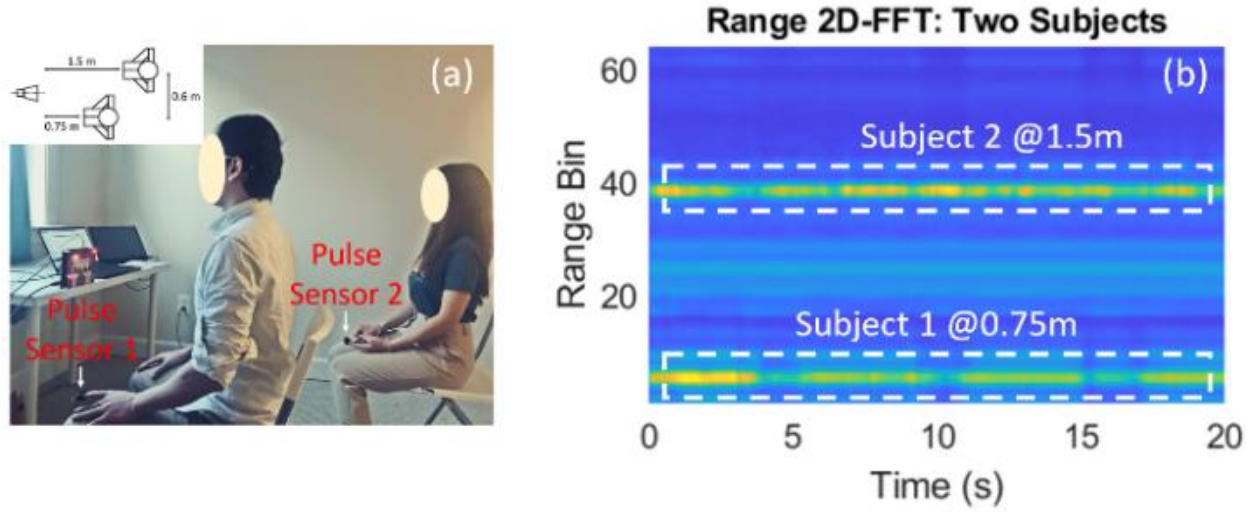 1.5 m
0.6 m
0.75 m
(a)
Pulse
Sensor 2
Pulse
Sensor 1
Range 2D-FFT: Two Subjects
(b)
Subject 2 @1.5m
Subject 1 @0.75m
60
40
20
Range Bin
0
5
10
15
20
Time (s)